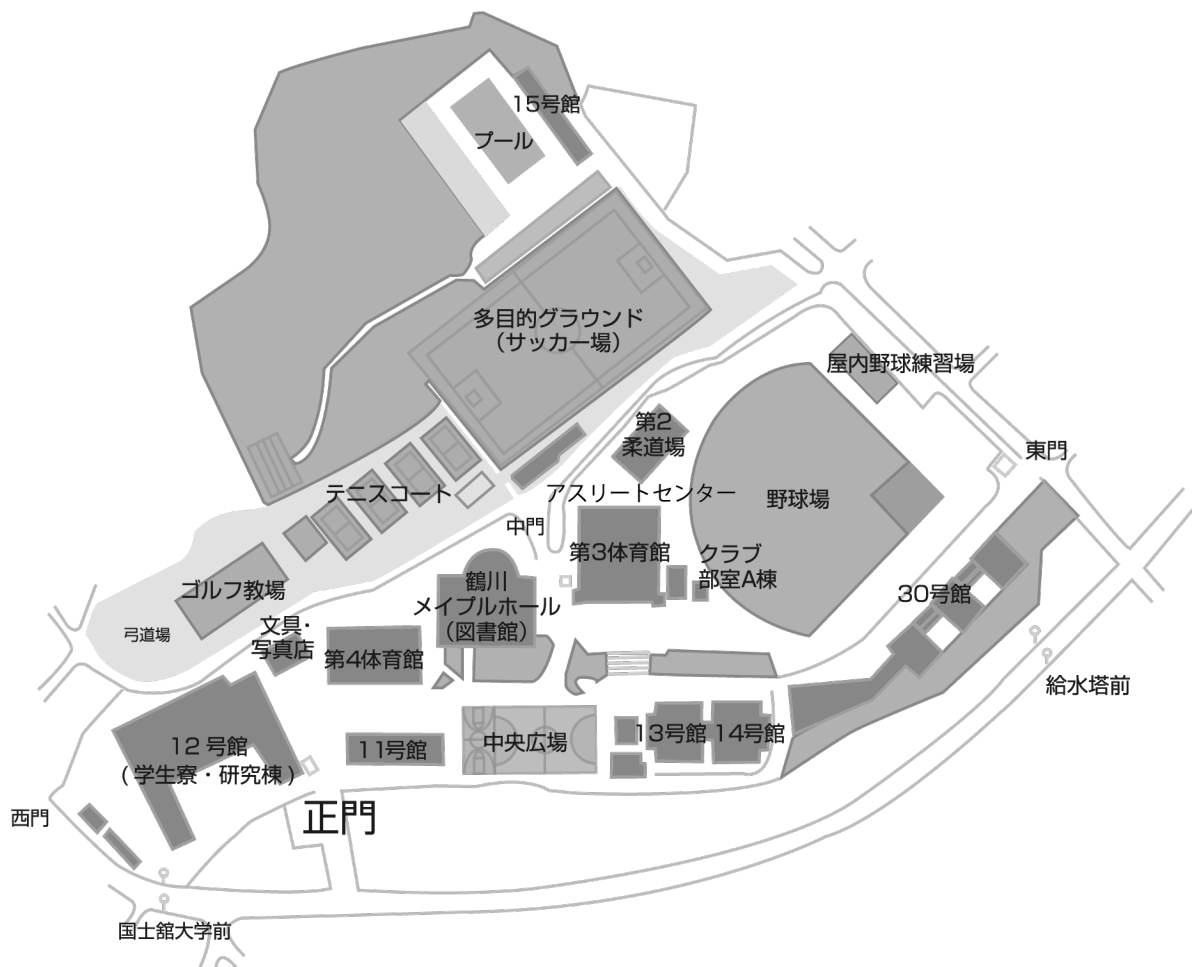 15号館
プール
多目的グラウンド
（サッカー場）
屋内野球練習場
第2
柔道場
東門
テニスコート
アスリートセンター
野球場
中門
第3体育館
クラブ
部室A棟
鶴川
メイプルホール
（図書館）
ゴルフ教場
30号館
弓道場
文具・
写真店
第4体育館
給水塔前
12 号館
( 学生寮・研究棟 )
11号館
中央広場
13号館
14号館
西門
正門
国士舘大学前